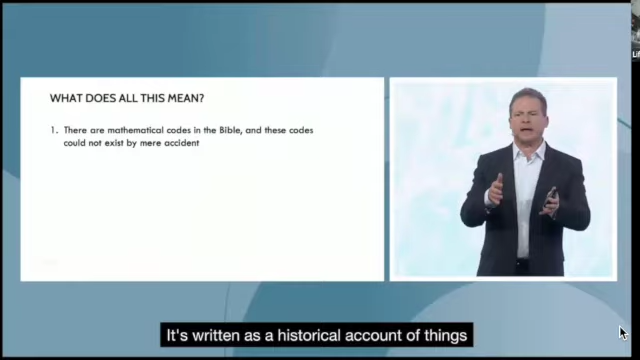 WHAT DOES ALL THIS MEAN?
1. There are mathematical codes in the Bible, and these codes
could not exist by mere accident
It's written as a historical account of things